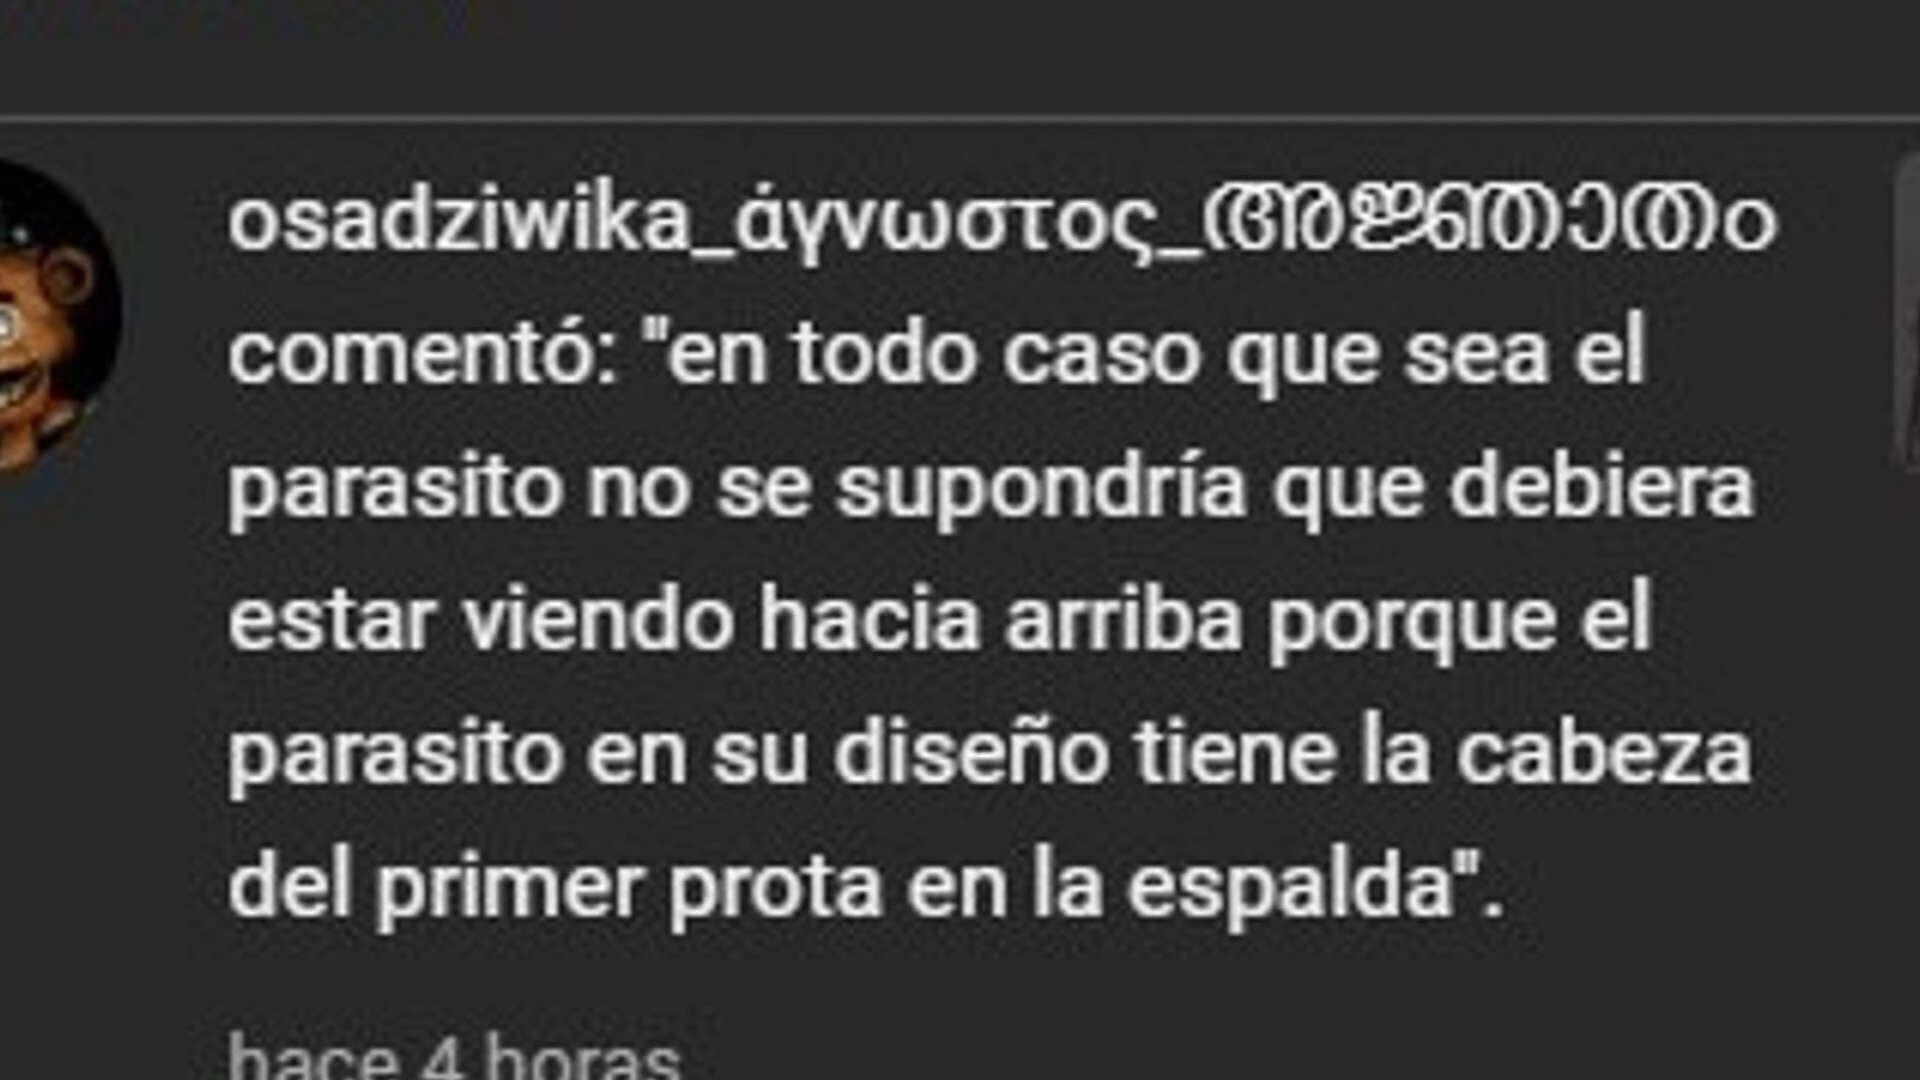 osadziwika_άγνωστος_അജ്ഞാതം
comentó: "en todo caso que sea el
parasito no se supondría que debiera
estar viendo hacia arriba porque el
parasito en su diseño tiene la cabeza
del primer prota en la espalda".
hace 4 horas